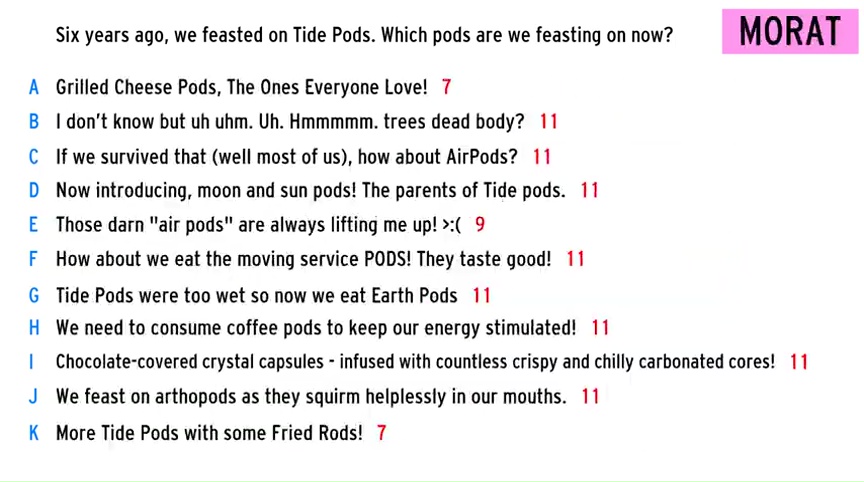 Six years ago, we feasted on Tide Pods. Which pods are we feasting on now?
MORAT
A Grilled Cheese Pods, The Ones Everyone Love! 7
B I don't know but uh uhm. Uh. Hmmmmm. trees dead body? 11
C If we survived that (well most of us), how about AirPods? 11
D Now introducing, moon and sun pods! The parents of Tide pods. 11
E Those darn "air pods" are always lifting me up! >:( 9
F How about we eat the moving service PODS! They taste good! 11
G Tide Pods were too wet so now we eat Earth Pods 11
H We need to consume coffee pods to keep our energy stimulated! 11
I Chocolate-covered crystal capsules - infused with countless crispy and chilly carbonated cores! 11
J We feast on arthopods as they squirm helplessly in our mouths. 11
K More Tide Pods with some Fried Rods! 7